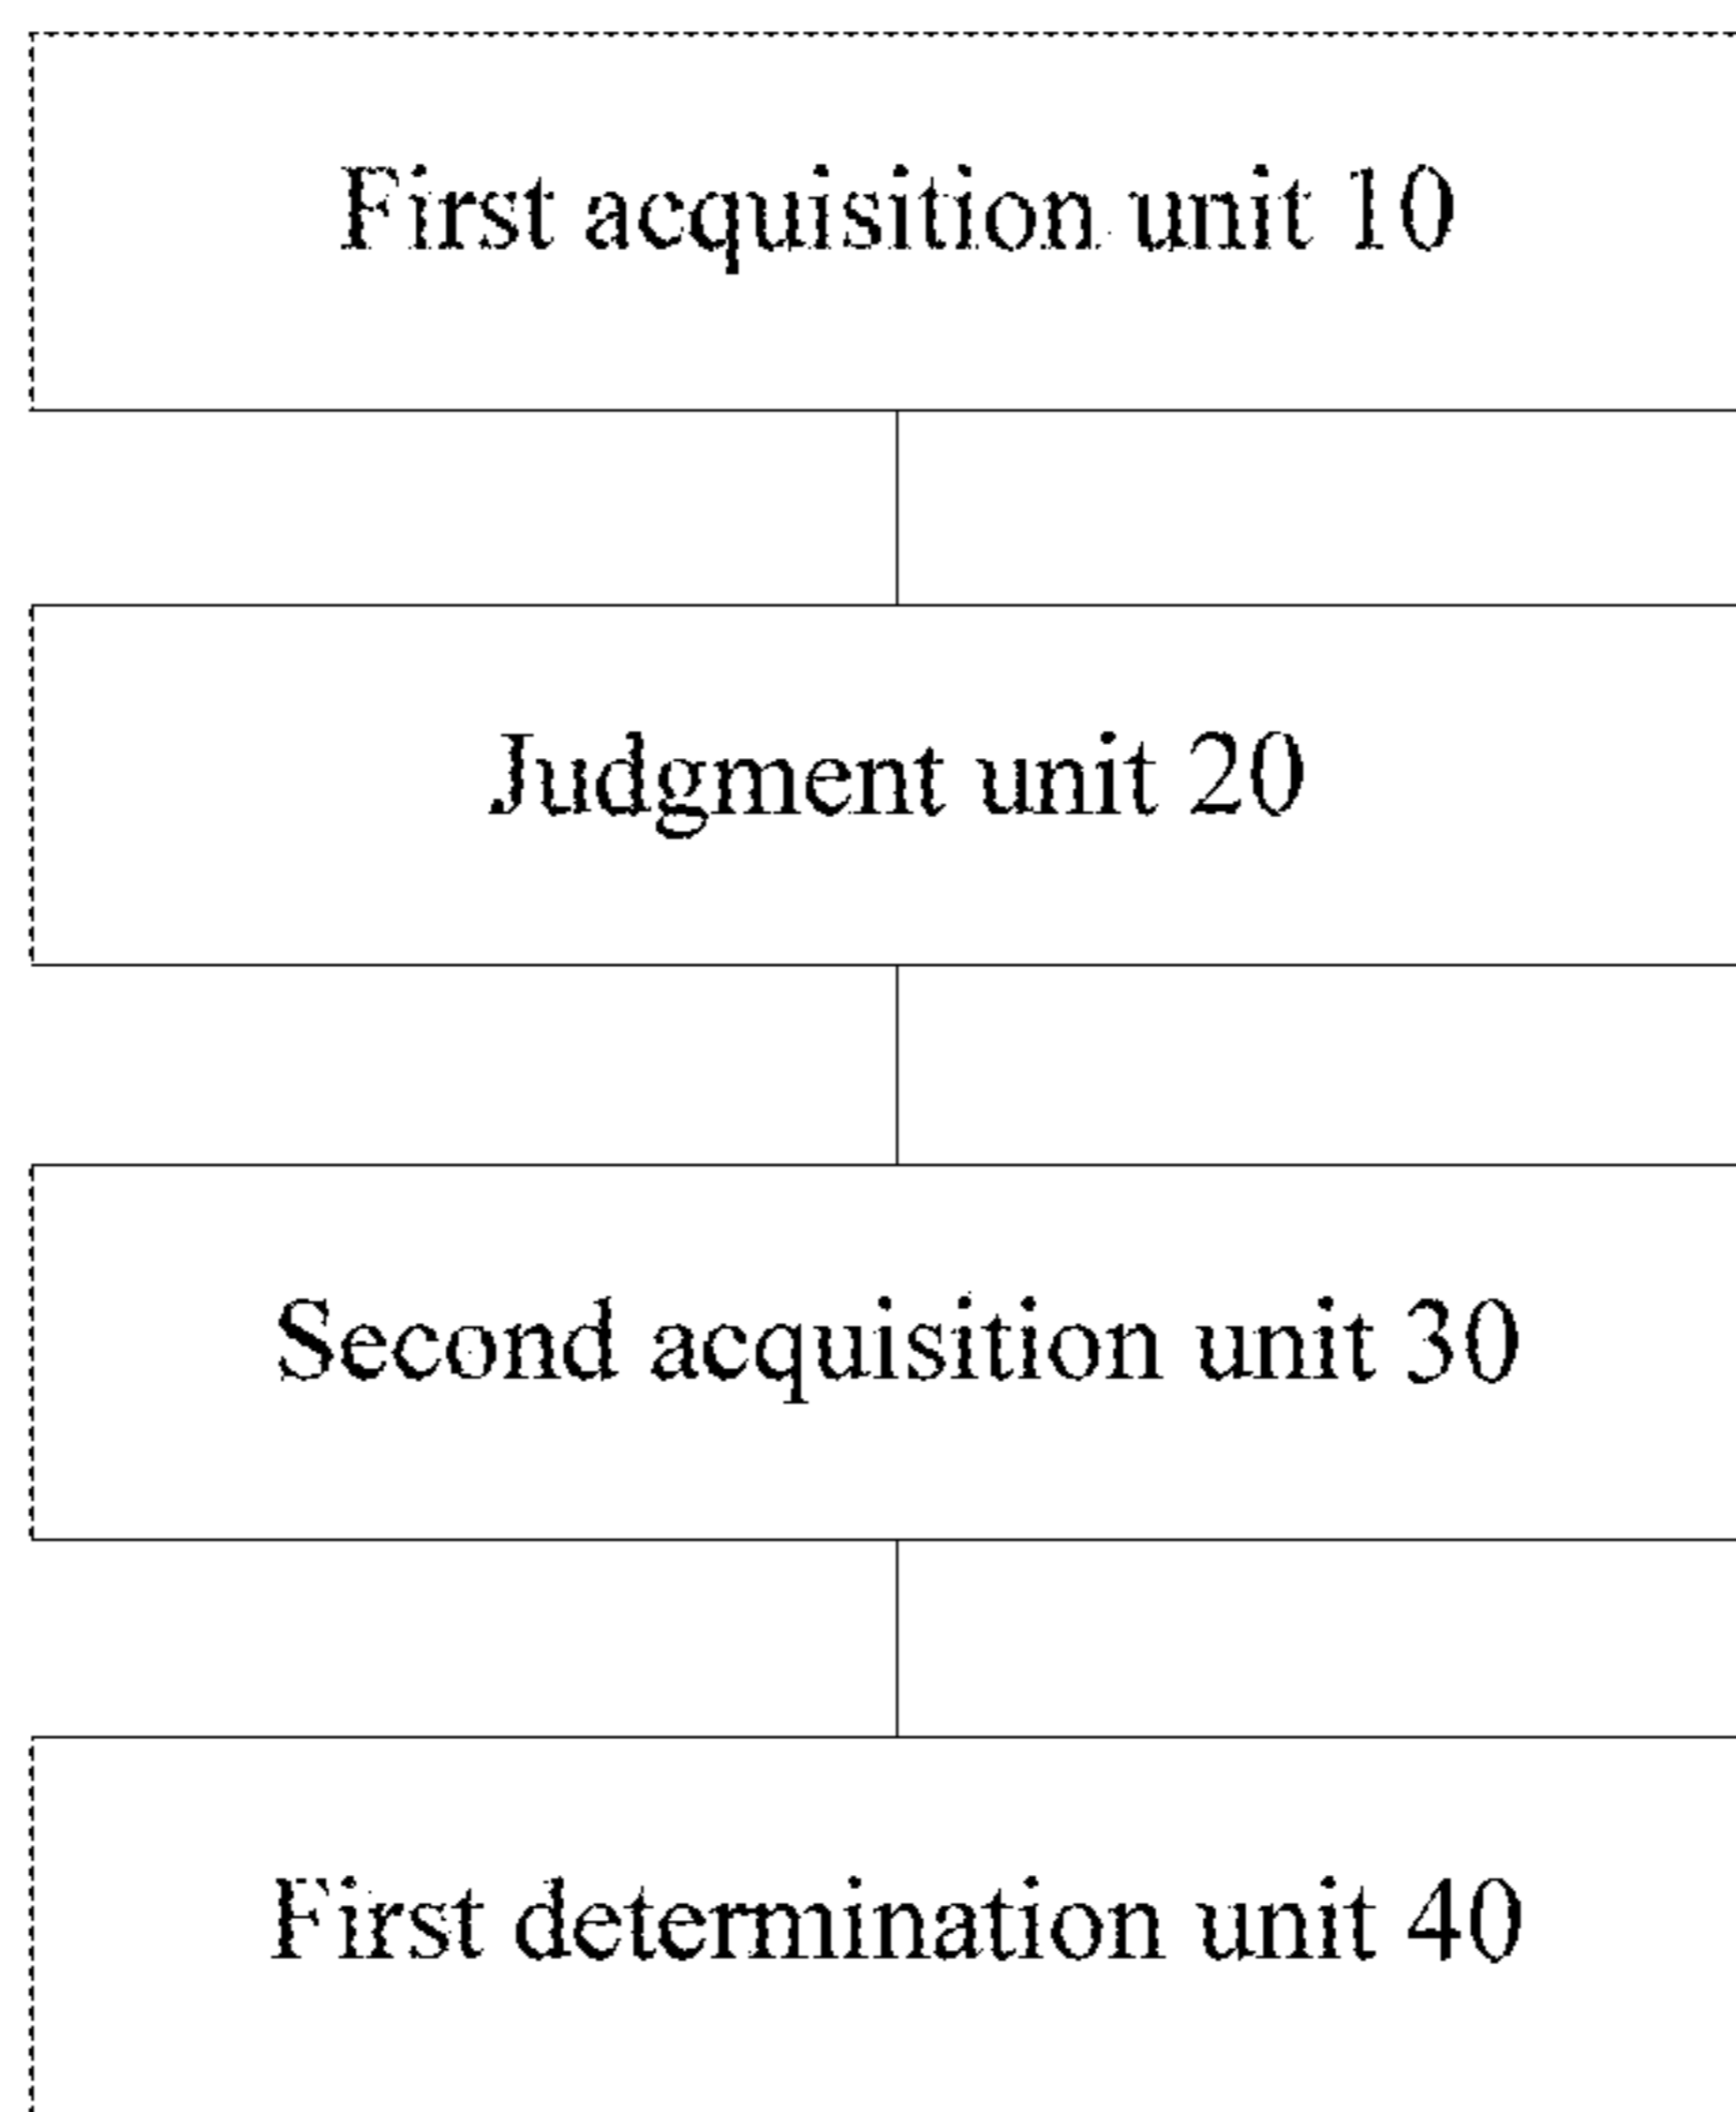 First acquisition unit 10
Judgment unit 20
Second acquisition unit 30
First determination unit 40